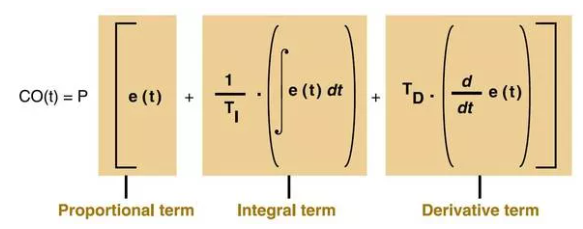 CO(t) = P [ e (t) + 1/T_I · ( ∫ e (t) dt ) + T_D · ( d/dt e (t) ) ]
Proportional term Integral term Derivative term